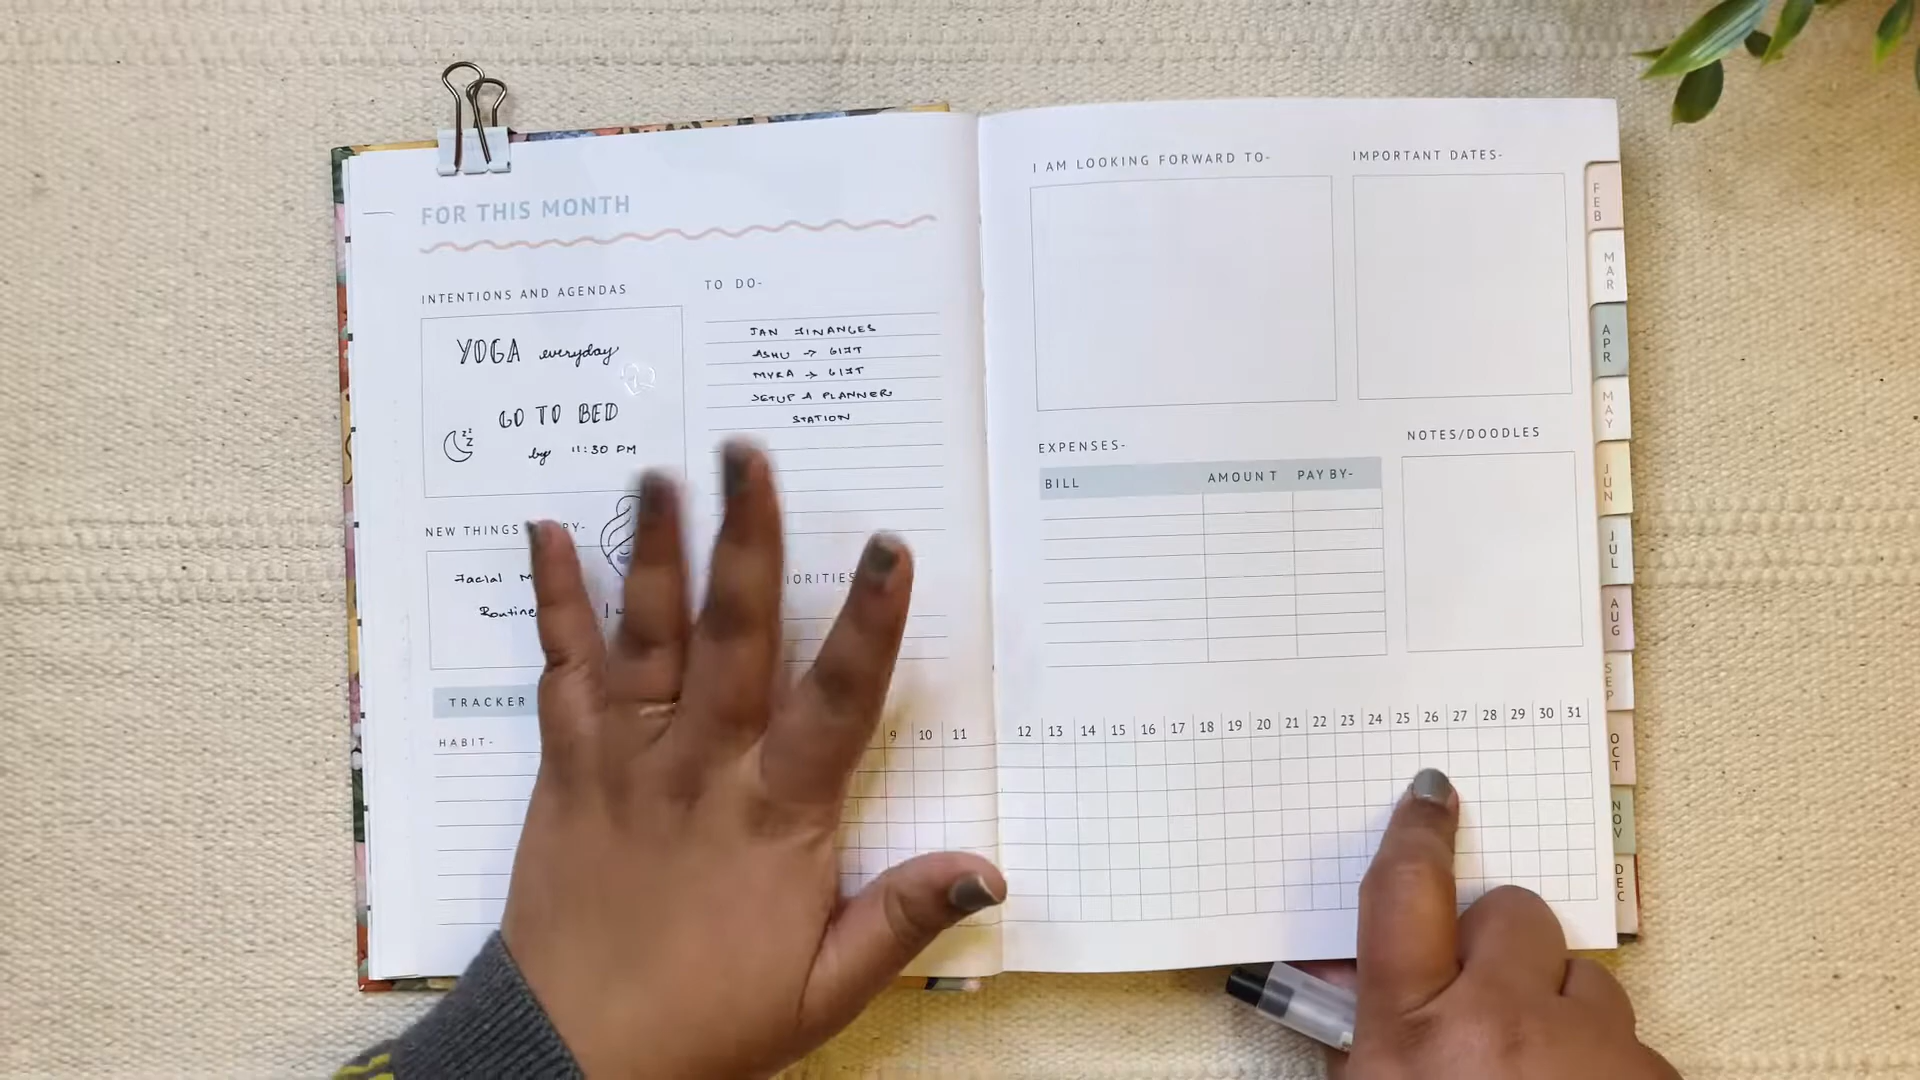 FOR THIS MONTH
INTENTIONS AND AGENDAS
YOGA everyday
GO TO BED
by 11:30 PM
z z z
TO DO-
JAN FINANCES
ASHU → GIFT
MYRA → GIFT
SETUP A PLANNER
STATION
NEW THINGS
Facial
Routine
TRACKER
HABIT-
9 10 11
I AM LOOKING FORWARD TO-
IMPORTANT DATES-
EXPENSES-
BILL AMOUNT PAY BY-
NOTES/DOODLES
12 13 14 15 16 17 18 19 20 21 22 23 24 25 26 27 28 29 30 31
FEB
MAR
APR
MAY
JUN
JUL
AUG
SEP
OCT
NOV
DEC